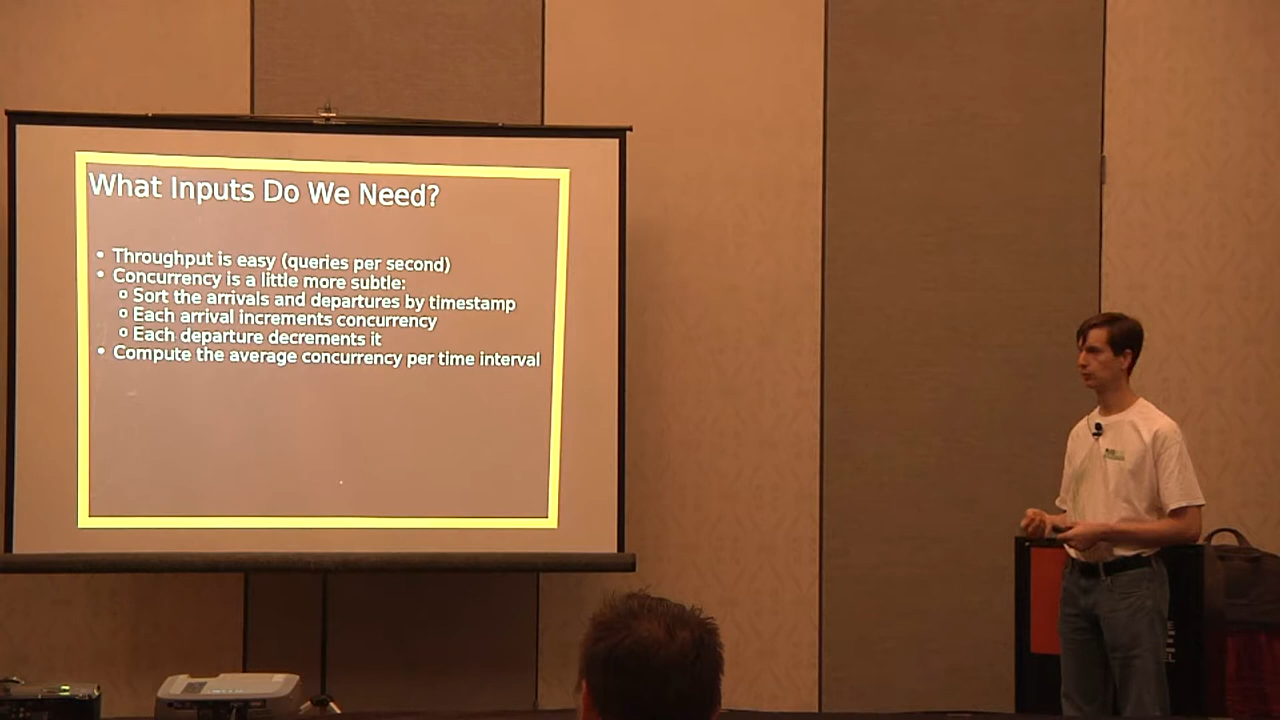 What Inputs Do We Need?
• Throughput is easy (queries per second)
• Concurrency is a little more subtle:
o Sort the arrivals and departures by timestamp
o Each arrival increments concurrency
o Each departure decrements it
• Compute the average concurrency per time interval